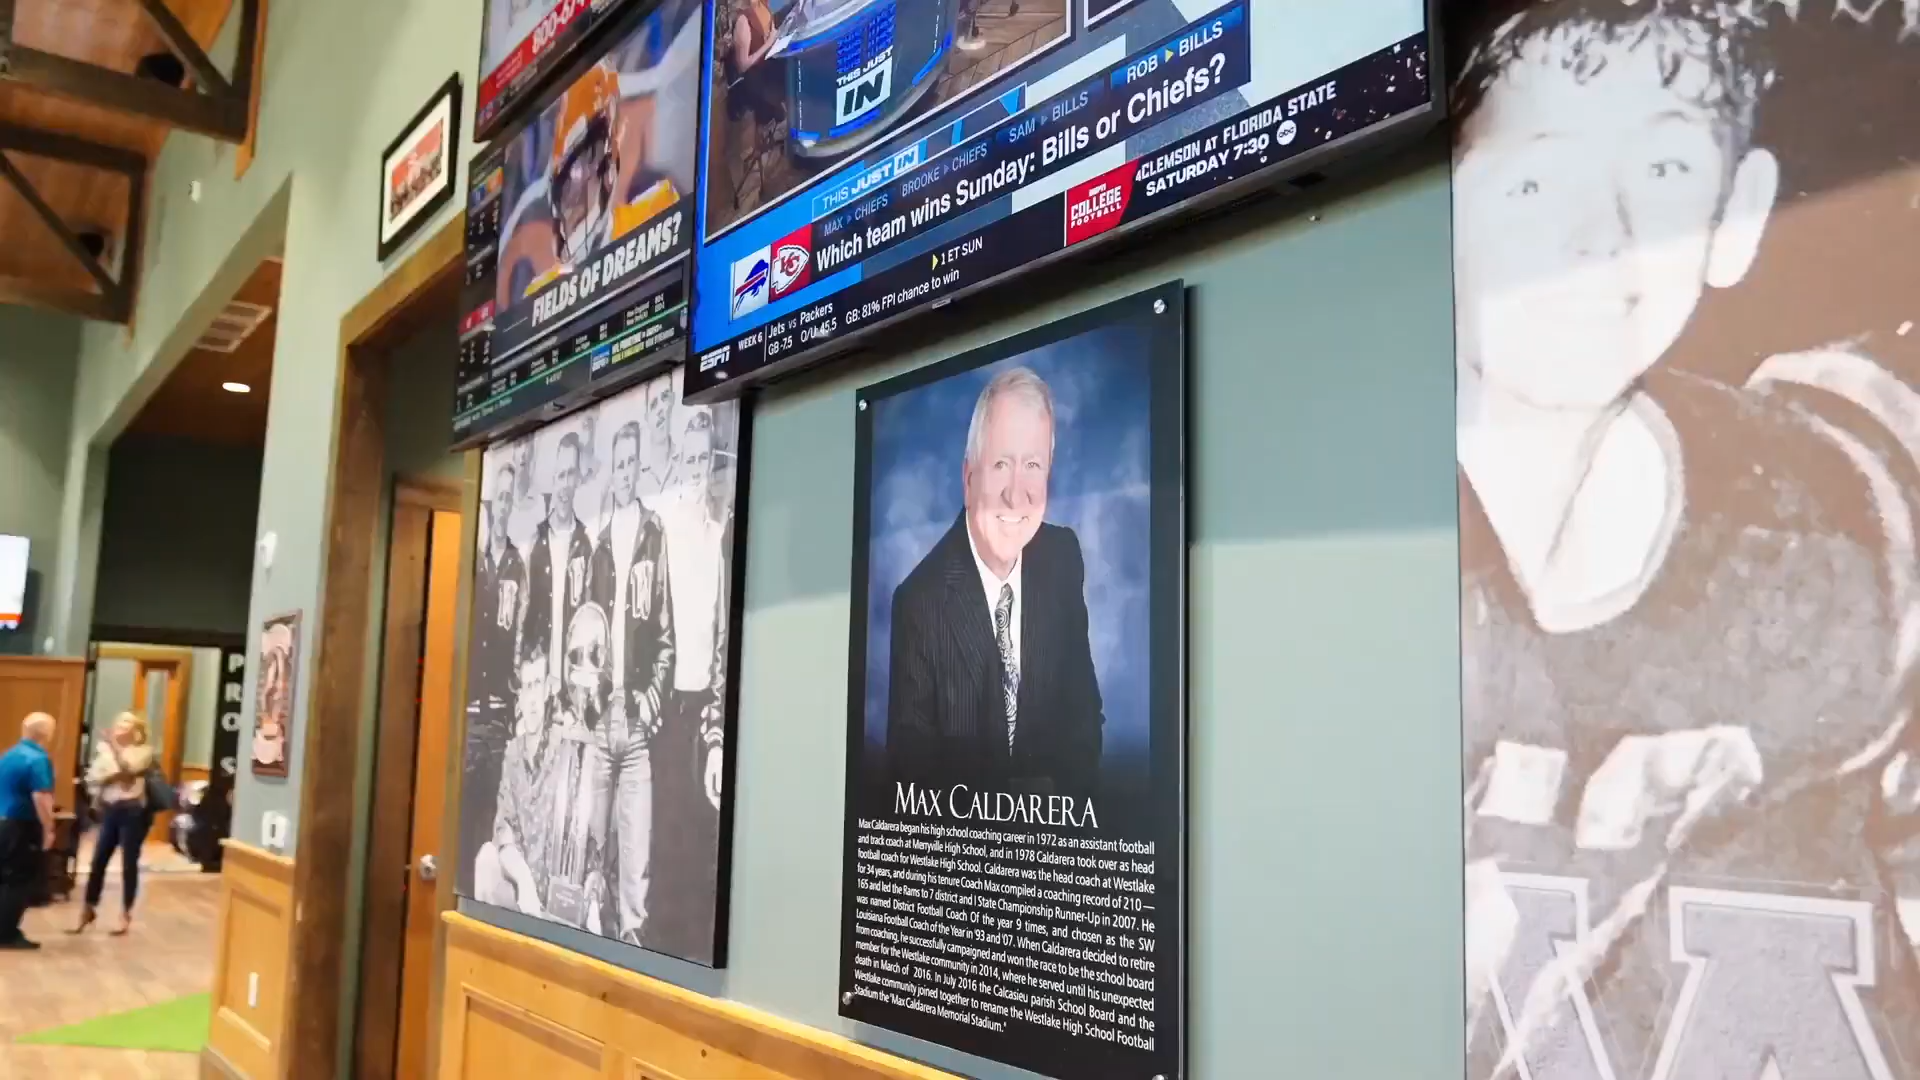 800-674
FIELDS OF DREAMS?
THIS JUST
IN
ROB ▸ BILLS
SAM ▸ BILLS
THIS JUST IN
BROOKE ▸ CHIEFS
MAX ▸ CHIEFS
Which team wins Sunday: Bills or Chiefs?
1 ET SUN
KC
ESPN
COLLEGE
FOOTBALL
4CLEMSON AT FLORIDA STATE
SATURDAY 7:30 abc
ESPN
WEEK 6
Jets vs Packers
GB -7.5 O/U: 45.5
GB: 81% FPI chance to win
W
W
PRO S
MAX CALDARERA
Max Caldarera began his high school coaching career in 1972 as an assistant football
and track coach at Merryville High School, and in 1978 Caldarera took over as head
football coach for Westlake High School. Caldarera was the head coach at Westlake
for 34 years, and during his tenure Coach Max compiled a coaching record of 210 —
165 and led the Rams to 7 district and I State Championship Runner-Up in 2007. He
was named District Football Coach Of the year 9 times, and chosen as the SW
Louisiana Football Coach of the Year in '93 and '07. When Caldarera decided to retire
from coaching, he successfully campaigned and won the race to be the school board
member for the Westlake community in 2014, where he served until his unexpected
death in March of 2016. In July 2016 the Calcasieu parish School Board and the
Westlake community joined together to rename the Westlake High School Football
Stadium the "Max Caldarera Memorial Stadium."